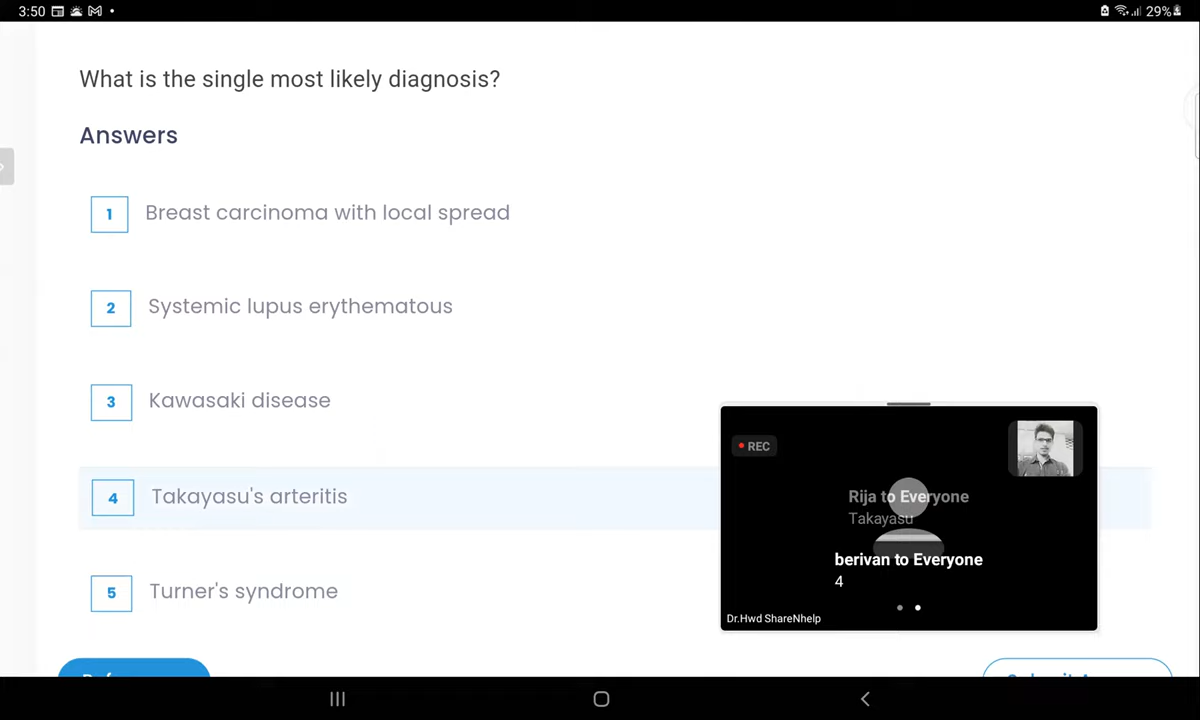 3:50
29%
What is the single most likely diagnosis?
Answers
1 Breast carcinoma with local spread
2 Systemic lupus erythematous
3 Kawasaki disease
4 Takayasu's arteritis
5 Turner's syndrome
REC
Rija to Everyone
Takayasu
berivan to Everyone
4
Dr.Hwd ShareNhelp